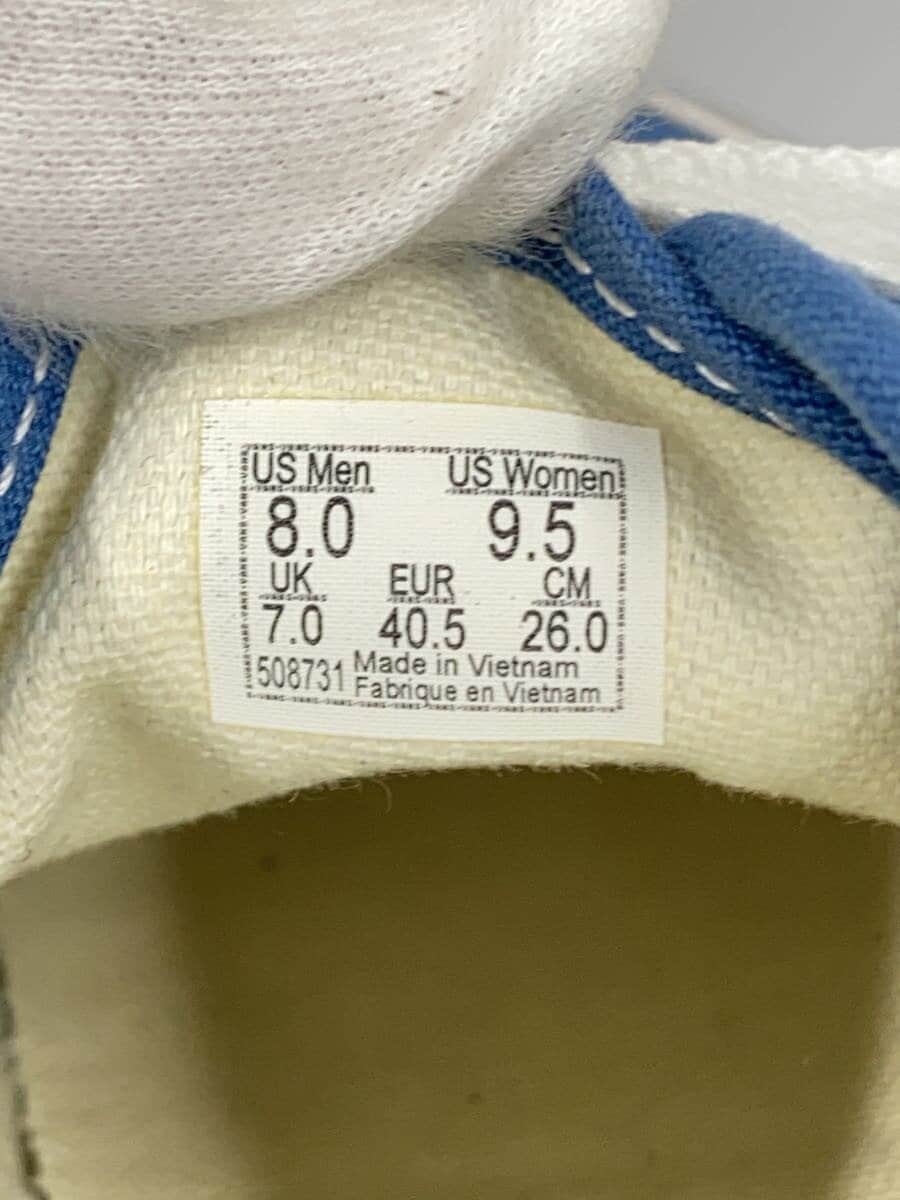 US Men US Women
8.0 9.5
UK EUR CM
7.0 40.5 26.0
508731 Made in Vietnam
Fabrique en Vietnam